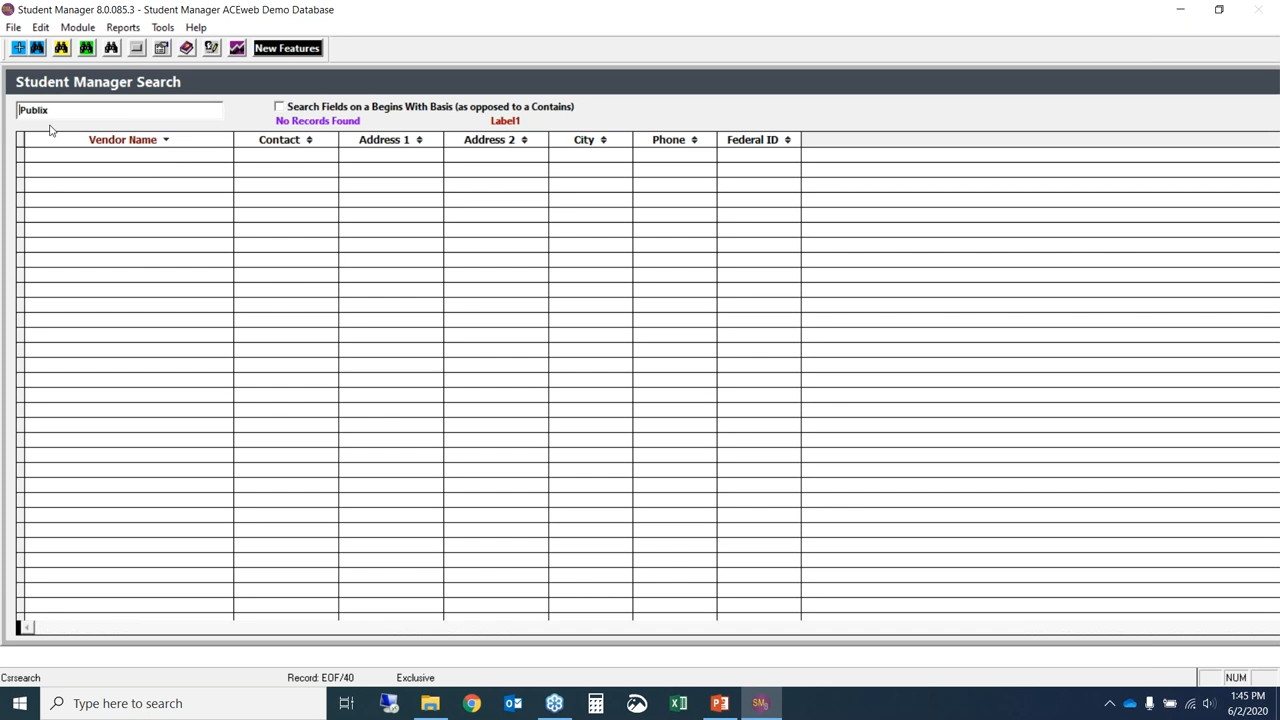 Student Manager 8.0.085.3 - Student Manager ACEweb Demo Database
File Edit Module Reports Tools Help
New Features
Student Manager Search
Publix
Search Fields on a Begins With Basis (as opposed to a Contains)
No Records Found Label1
Vendor Name Contact Address 1 Address 2 City Phone Federal ID
Csrsearch Record: EOF/40 Exclusive NUM
Type here to search
1:45 PM
6/2/2020